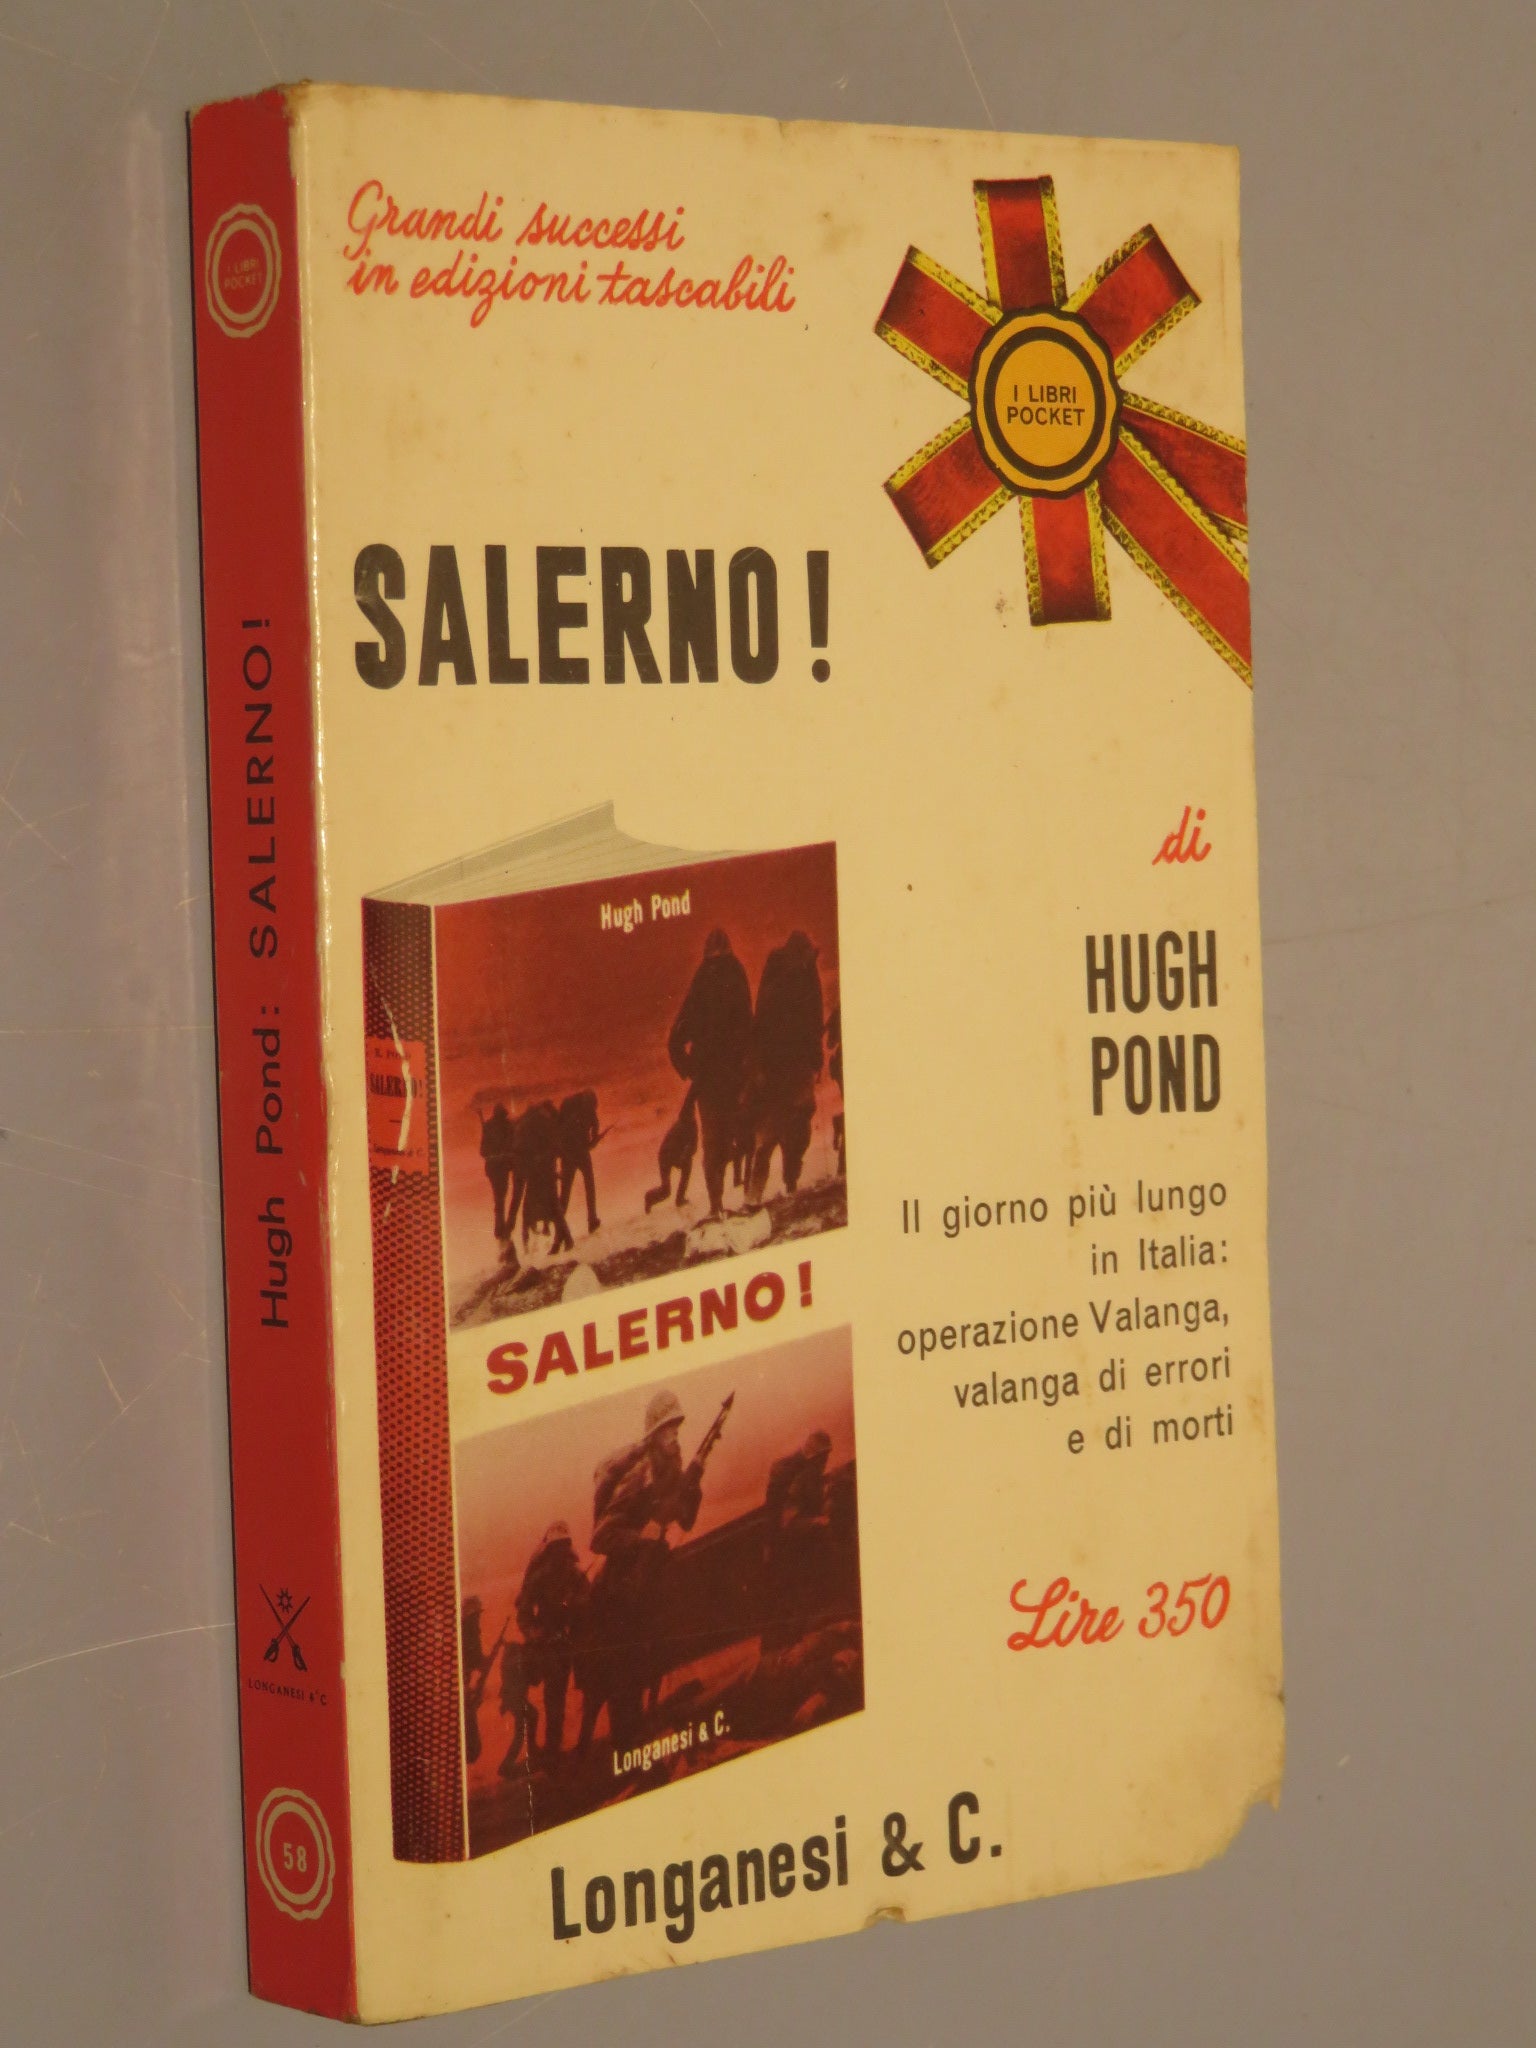 Grandi successi
in edizioni tascabili
I LIBRI
POCKET
SALERNO!
di
HUGH
POND
Il giorno più lungo
in Italia:
operazione Valanga,
valanga di errori
e di morti
Lire 350
Hugh Pond
SALERNO!
Longanesi & C.
SALERNO!
Longanesi & C.
I LIBRI
POCKET
Hugh Pond: SALERNO!
LONGANESI & C
58